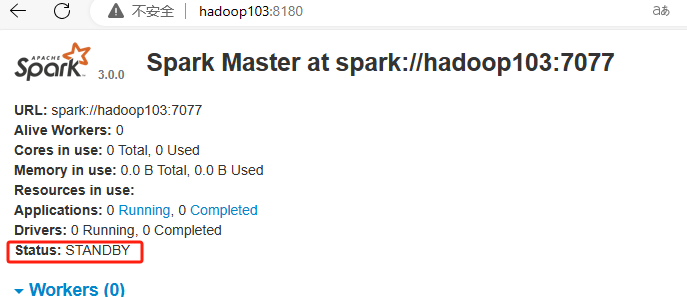 不安全 hadoop103:8180 aあ
APACHE
Spark 3.0.0 Spark Master at spark://hadoop103:7077
URL: spark://hadoop103:7077
Alive Workers: 0
Cores in use: 0 Total, 0 Used
Memory in use: 0.0 B Total, 0.0 B Used
Resources in use:
Applications: 0 Running, 0 Completed
Drivers: 0 Running, 0 Completed
Status: STANDBY
Workers (0)